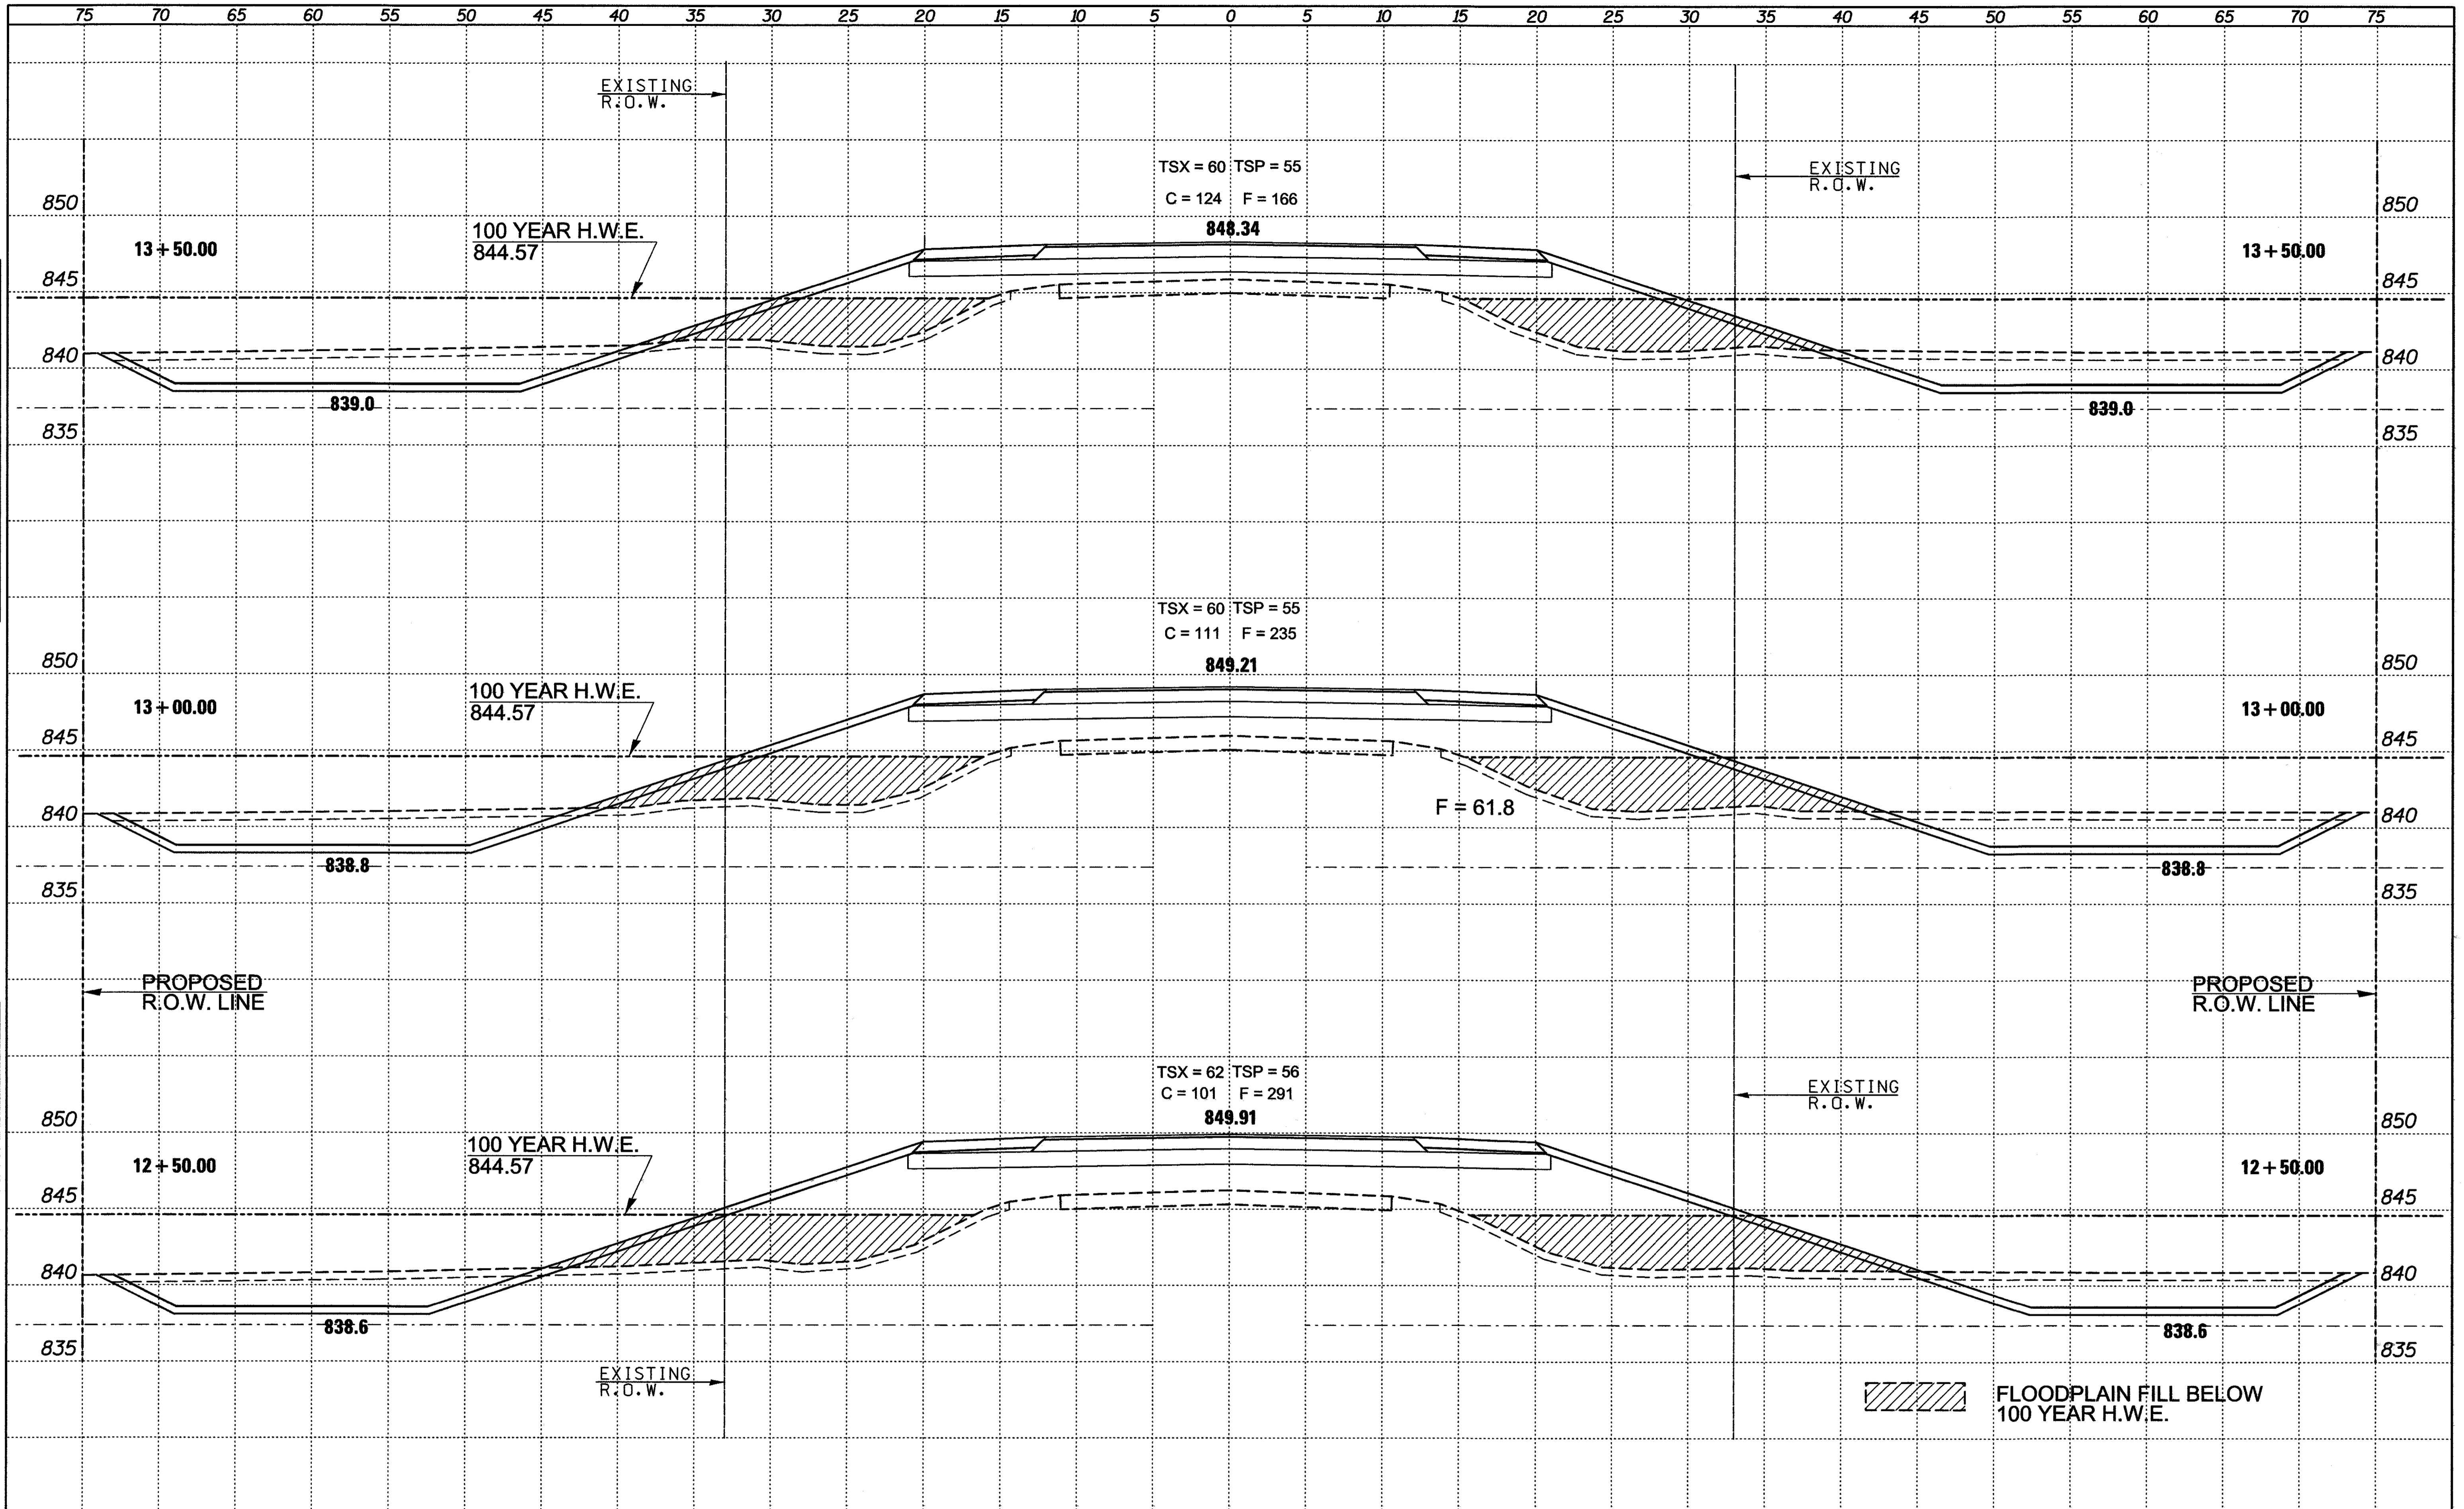 75 70 65 60 55 50 45 40 35 30 25 20 15 10 5 0 5 10 15 20 25 30 35 40 45 50 55 60 65 70 75
EXISTING
R.O.W.
TSX = 60 TSP = 55
C = 124 F = 166
848.34
EXISTING
R.O.W.
850
850
13+50.00
100 YEAR H.W.E.
844.57
13+50.00
845
845
840
840
839.0
839.0
835
835
TSX = 60 TSP = 55
C = 111 F = 235
849.21
850
850
13+00.00
100 YEAR H.W.E.
844.57
13+00.00
845
845
F = 61.8
840
840
838.8
838.8
835
835
PROPOSED
R.O.W. LINE
PROPOSED
R.O.W. LINE
TSX = 62 TSP = 56
C = 101 F = 291
849.91
EXISTING
R.O.W.
850
850
12+50.00
100 YEAR H.W.E.
844.57
12+50.00
845
845
840
840
838.6
838.6
835
835
EXISTING
R.O.W.
FLOODPLAIN FILL BELOW
100 YEAR H.W.E.